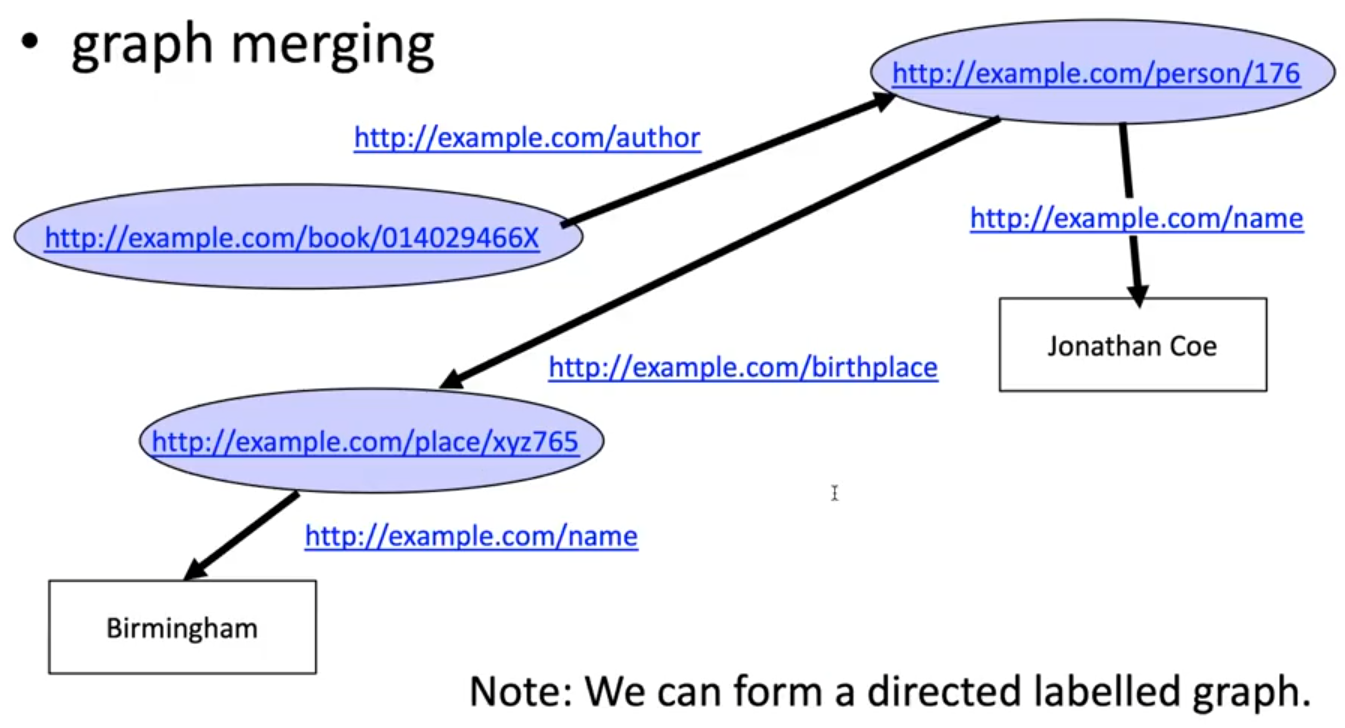 • graph merging
http://example.com/person/176
http://example.com/author
http://example.com/book/014029466X
http://example.com/name
Jonathan Coe
http://example.com/birthplace
http://example.com/place/xyz765
http://example.com/name
Birmingham
Note: We can form a directed labelled graph.